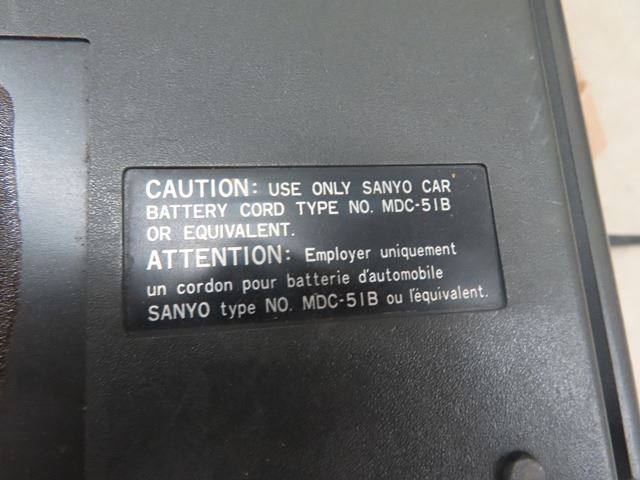 CAUTION: USE ONLY SANYO CAR
BATTERY CORD TYPE NO. MDC-51B
OR EQUIVALENT.
ATTENTION: Employer uniquement
un cordon pour batterie d'automobile
SANYO type NO. MDC-51B ou l'équivalent.